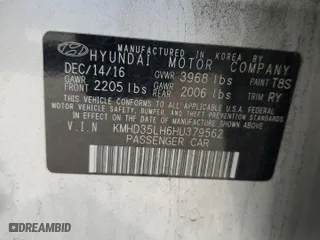 MANUFACTURED IN KOREA BY
HYUNDAI MOTOR COMPANY
DEC/14/16 GVWR 3968 lbs PAINT T8S
GAWR FRONT 2205 lbs GAWR REAR 2006 lbs TRIM RY
THIS VEHICLE CONFORMS TO ALL APPLICABLE FEDERAL
MOTOR VEHICLE SAFETY, BUMPER, AND THEFT PREVENTION
STANDARDS IN EFFECT ON THE DATE OF MANUFACTURE
SHOWN ABOVE.
V.I.N KMHD35LH6HU379562
PASSENGER CAR